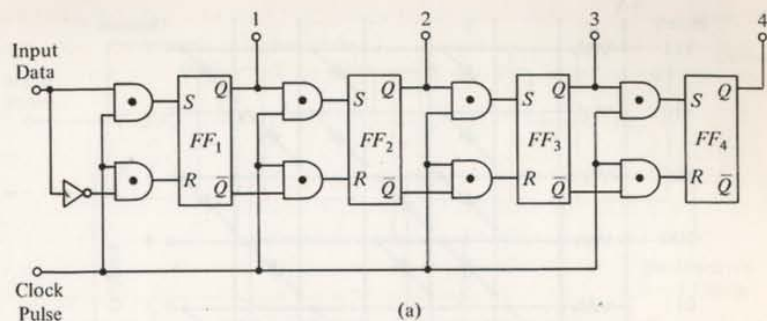 1 2 3 4
Input
Data
S Q S Q S Q S Q
FF₁ FF₂ FF₃ FF₄
R Q̅ R Q̅ R Q̅ R Q̅
Clock
Pulse
(a)